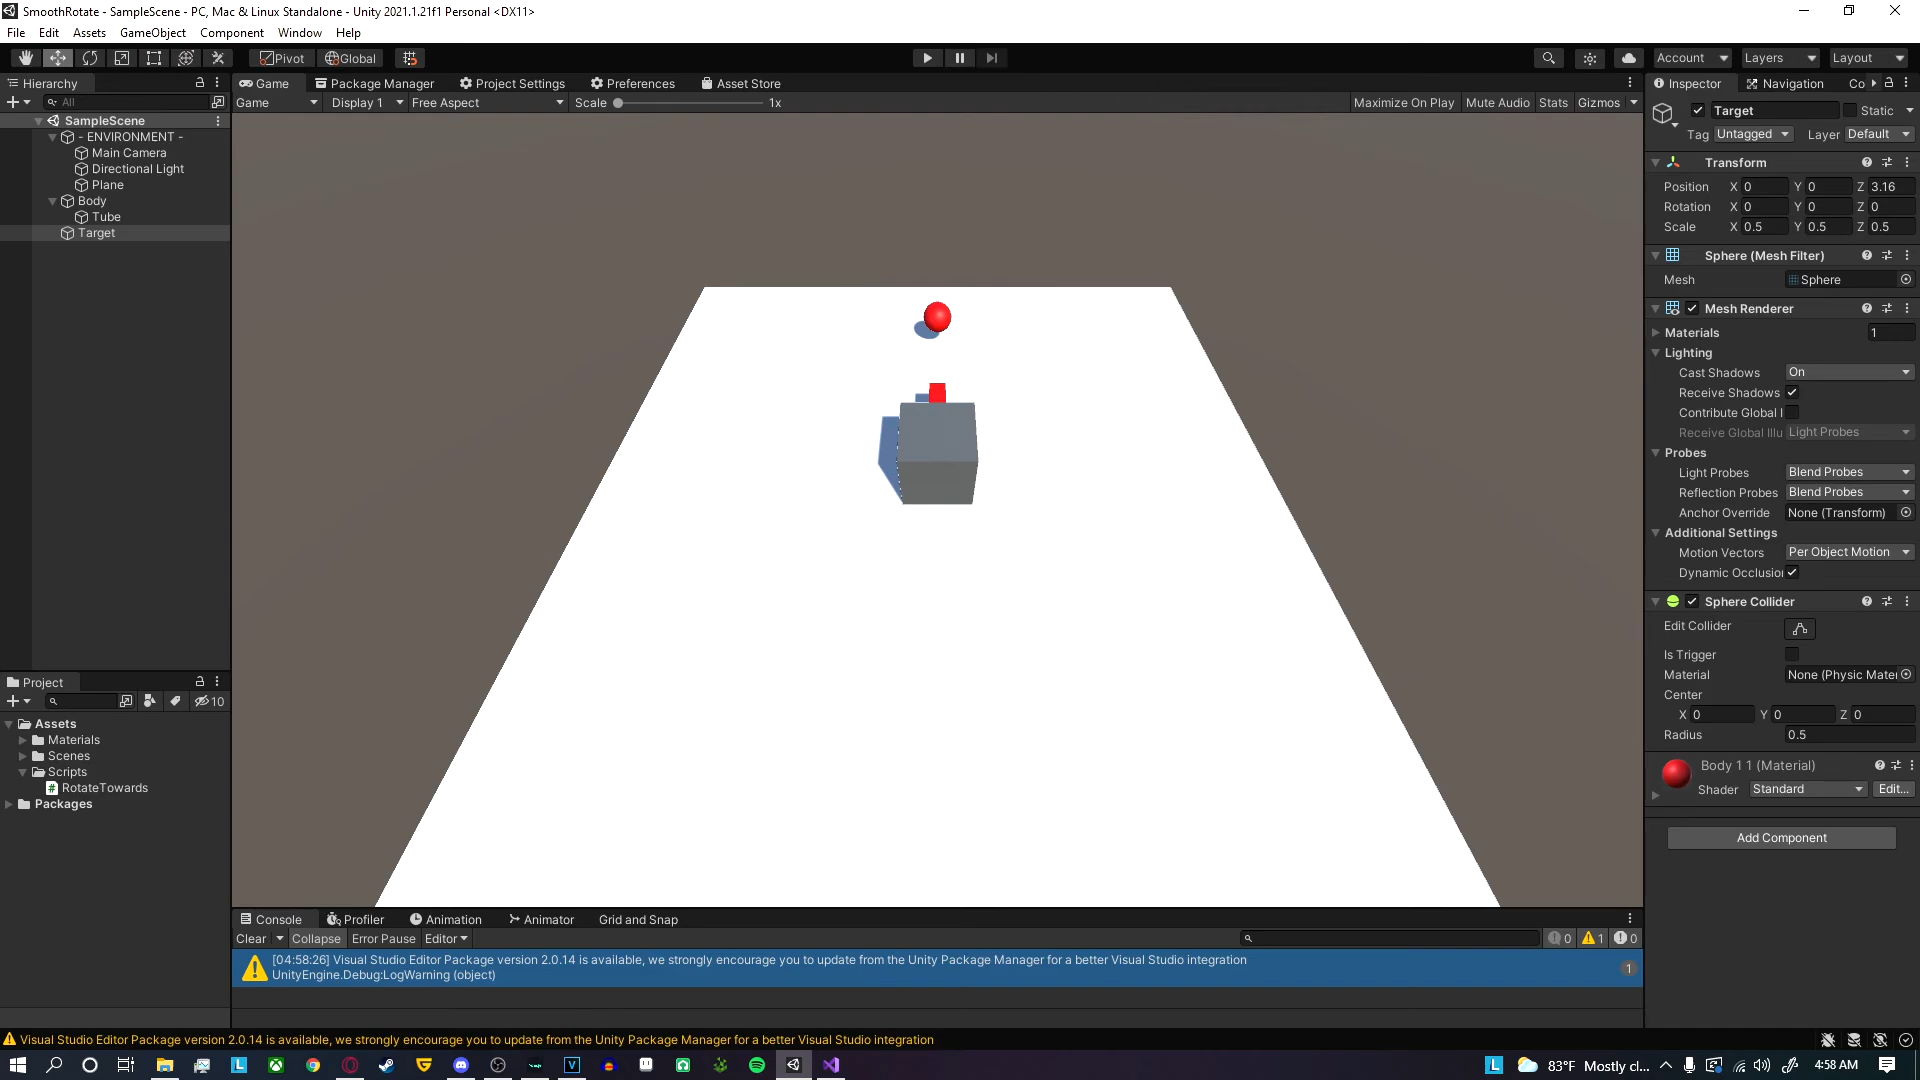 SmoothRotate - SampleScene - PC, Mac & Linux Standalone - Unity 2021.1.21f1 Personal <DX11>
File Edit Assets GameObject Component Window Help
Pivot Global Account Layers Layout
Hierarchy
All
SampleScene
- ENVIRONMENT -
Main Camera
Directional Light
Plane
Body
Tube
Target
Game Package Manager Project Settings Preferences Asset Store
Game Display 1 Free Aspect Scale 1x Maximize On Play Mute Audio Stats Gizmos
Inspector Navigation Co
Target Static
Tag Untagged Layer Default
Transform
Position X 0 Y 0 Z 3.16
Rotation X 0 Y 0 Z 0
Scale X 0.5 Y 0.5 Z 0.5
Sphere (Mesh Filter)
Mesh Sphere
Mesh Renderer
Materials 1
Lighting
Cast Shadows On
Receive Shadows
Contribute Global I
Receive Global Illu Light Probes
Probes
Light Probes Blend Probes
Reflection Probes Blend Probes
Anchor Override None (Transform)
Additional Settings
Motion Vectors Per Object Motion
Dynamic Occlusio
Sphere Collider
Edit Collider
Is Trigger
Material None (Physic Mater
Center
X 0 Y 0 Z 0
Radius 0.5
Body 1 1 (Material)
Shader Standard Edit...
Add Component
Project
10
Assets
Materials
Scenes
Scripts
RotateTowards
Packages
Console Profiler Animation Animator Grid and Snap
Clear Collapse Error Pause Editor 0 1 0
[04:58:26] Visual Studio Editor Package version 2.0.14 is available, we strongly encourage you to update from the Unity Package Manager for a better Visual Studio integration
UnityEngine.Debug:LogWarning (object)
1
Visual Studio Editor Package version 2.0.14 is available, we strongly encourage you to update from the Unity Package Manager for a better Visual Studio integration
83°F Mostly cl... 4:58 AM